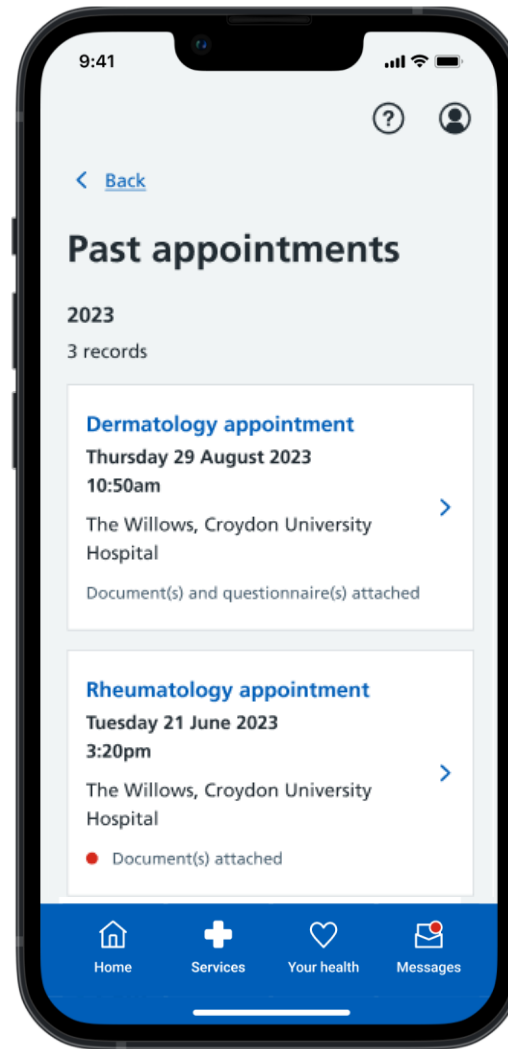 9:41
Back
Past appointments
2023
3 records
Dermatology appointment
Thursday 29 August 2023
10:50am
The Willows, Croydon University
Hospital
Document(s) and questionnaire(s) attached
Rheumatology appointment
Tuesday 21 June 2023
3:20pm
The Willows, Croydon University
Hospital
Document(s) attached
Home
Services
Your health
Messages